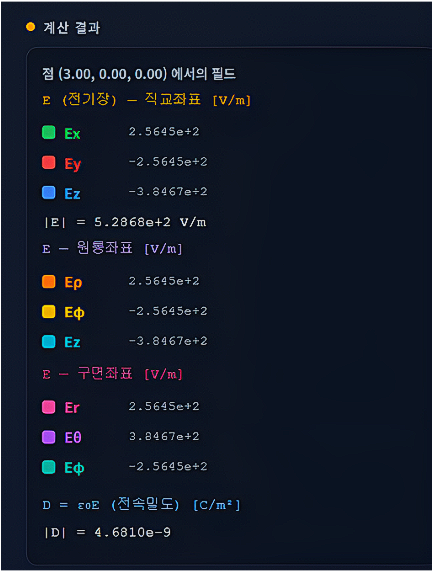 계산 결과
점 (3.00, 0.00, 0.00) 에서의 필드
E (전기장) — 직교좌표 [V/m]
Ex 2.5645e+2
Ey -2.5645e+2
Ez -3.8467e+2
|E| = 5.2868e+2 V/m
E — 원통좌표 [V/m]
Eρ 2.5645e+2
Eφ -2.5645e+2
Ez -3.8467e+2
E — 구면좌표 [V/m]
Er 2.5645e+2
Eθ 3.8467e+2
Eφ -2.5645e+2
D = ε₀E (전속밀도) [C/m²]
|D| = 4.6810e-9